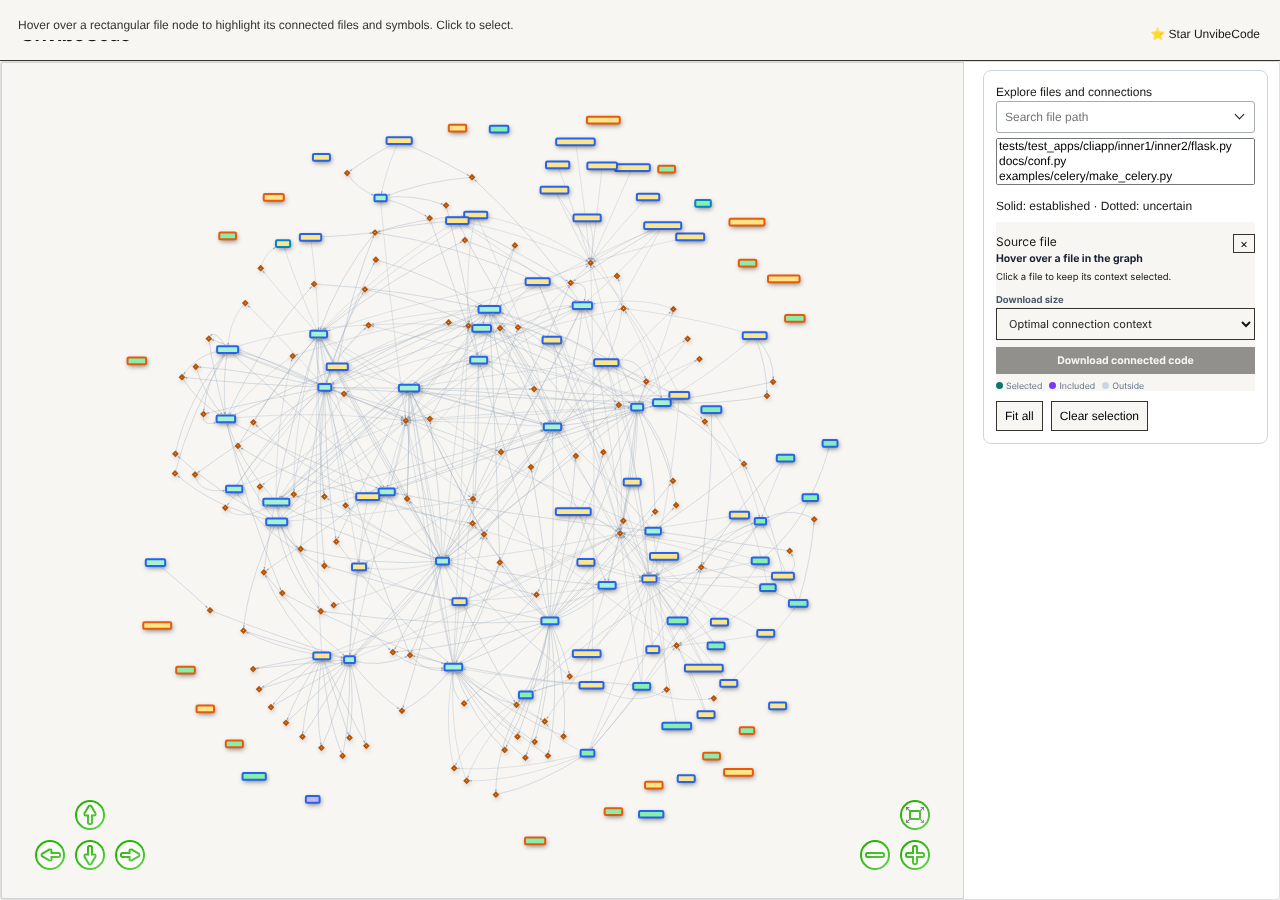 Hover over a rectangular file node to highlight its connected files and symbols. Click to select.
⭐ Star UnvibeCode
Explore files and connections
Search file path
tests/test_apps/cliapp/inner1/inner2/flask.py
docs/conf.py
examples/celery/make_celery.py
Solid: established · Dotted: uncertain
Source file
×
Hover over a file in the graph
Click a file to keep its context selected.
Download size
Optimal connection context
Download connected code
Selected Included Outside
Fit all Clear selection